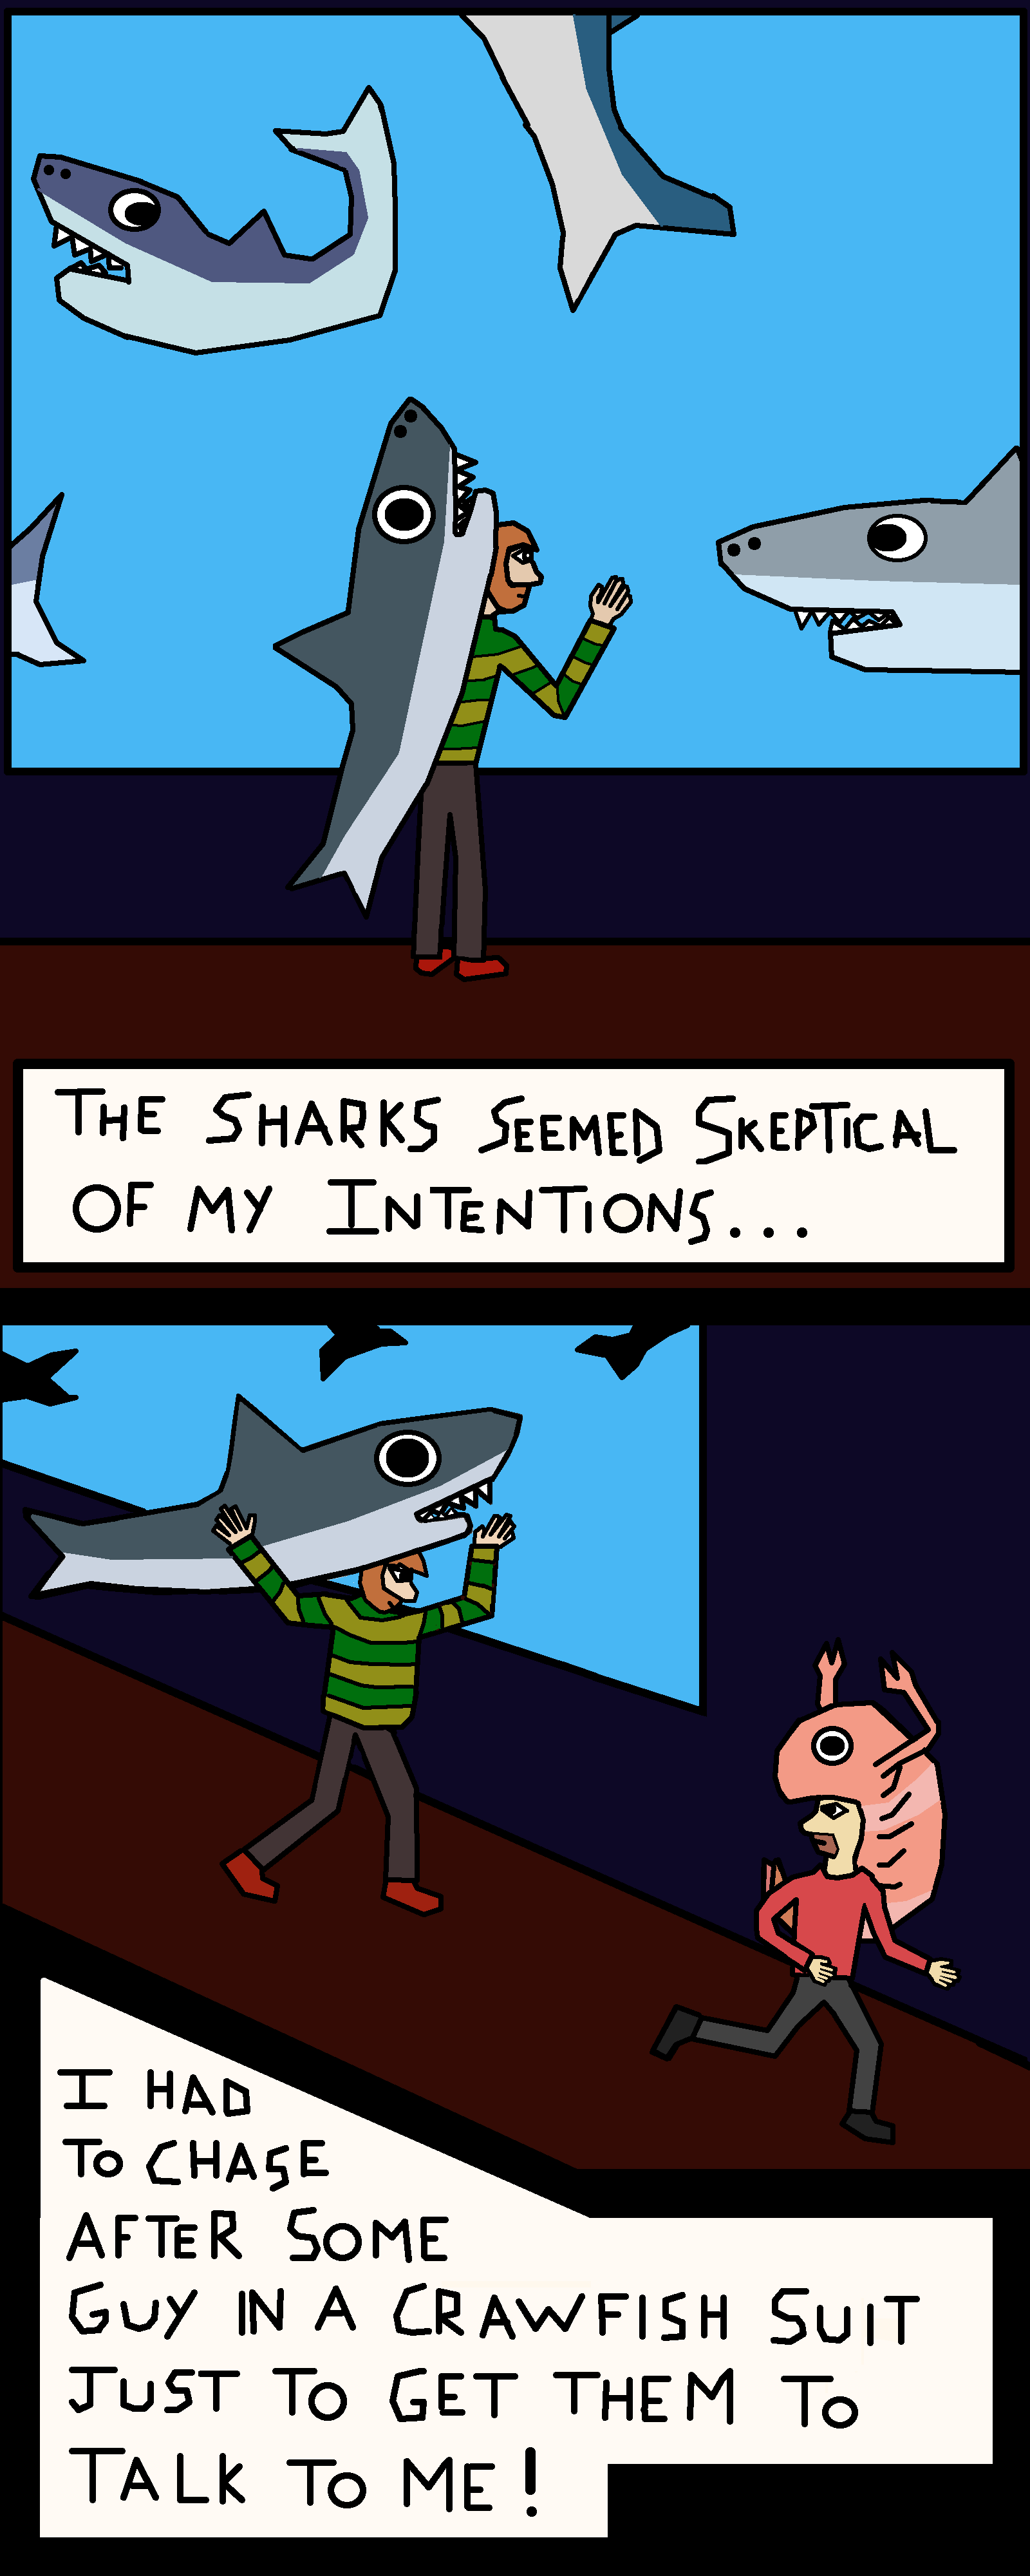 THE SHARKS SEEMED SKEPTICAL
OF MY INTENTIONS...
I HAD
TO CHASE
AFTER SOME
GUY IN A CRAWFISH SUIT
JUST TO GET THEM TO
TALK TO ME!